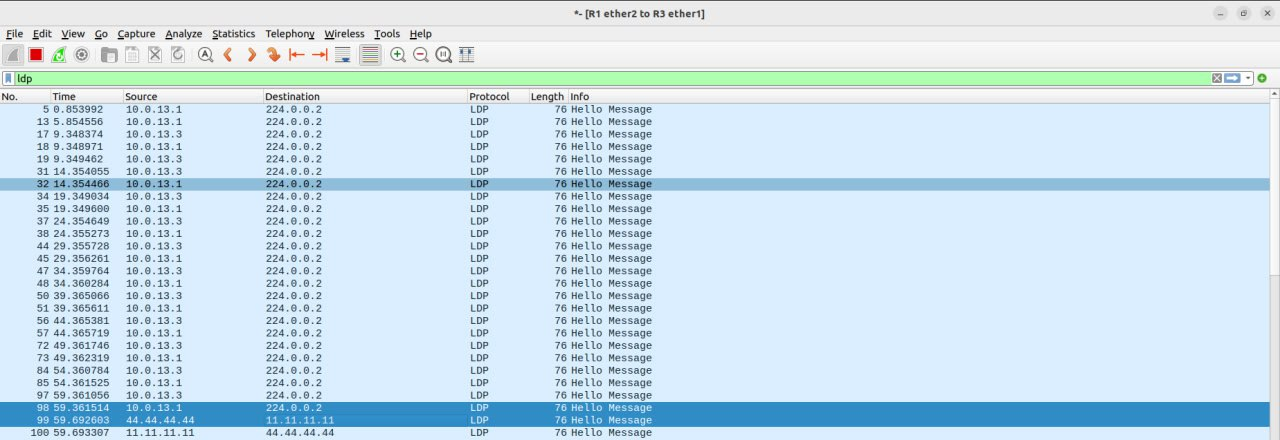 *- [R1 ether2 to R3 ether1]
File Edit View Go Capture Analyze Statistics Telephony Wireless Tools Help
ldp
No. Time Source Destination Protocol Length Info
5 0.853992 10.0.13.1 224.0.0.2 LDP 76 Hello Message
13 5.854556 10.0.13.1 224.0.0.2 LDP 76 Hello Message
17 9.348374 10.0.13.3 224.0.0.2 LDP 76 Hello Message
18 9.348971 10.0.13.1 224.0.0.2 LDP 76 Hello Message
19 9.349462 10.0.13.3 224.0.0.2 LDP 76 Hello Message
31 14.354055 10.0.13.3 224.0.0.2 LDP 76 Hello Message
32 14.354466 10.0.13.1 224.0.0.2 LDP 76 Hello Message
34 19.349034 10.0.13.3 224.0.0.2 LDP 76 Hello Message
35 19.349600 10.0.13.1 224.0.0.2 LDP 76 Hello Message
37 24.354649 10.0.13.3 224.0.0.2 LDP 76 Hello Message
38 24.355273 10.0.13.1 224.0.0.2 LDP 76 Hello Message
44 29.355728 10.0.13.3 224.0.0.2 LDP 76 Hello Message
45 29.356261 10.0.13.1 224.0.0.2 LDP 76 Hello Message
47 34.359764 10.0.13.3 224.0.0.2 LDP 76 Hello Message
48 34.360284 10.0.13.1 224.0.0.2 LDP 76 Hello Message
50 39.365066 10.0.13.3 224.0.0.2 LDP 76 Hello Message
51 39.365611 10.0.13.1 224.0.0.2 LDP 76 Hello Message
56 44.365381 10.0.13.3 224.0.0.2 LDP 76 Hello Message
57 44.365719 10.0.13.1 224.0.0.2 LDP 76 Hello Message
72 49.361746 10.0.13.3 224.0.0.2 LDP 76 Hello Message
73 49.362319 10.0.13.1 224.0.0.2 LDP 76 Hello Message
84 54.360784 10.0.13.3 224.0.0.2 LDP 76 Hello Message
85 54.361525 10.0.13.1 224.0.0.2 LDP 76 Hello Message
97 59.361056 10.0.13.3 224.0.0.2 LDP 76 Hello Message
98 59.361514 10.0.13.1 224.0.0.2 LDP 76 Hello Message
99 59.692603 44.44.44.44 11.11.11.11 LDP 76 Hello Message
100 59.693307 11.11.11.11 44.44.44.44 LDP 76 Hello Message